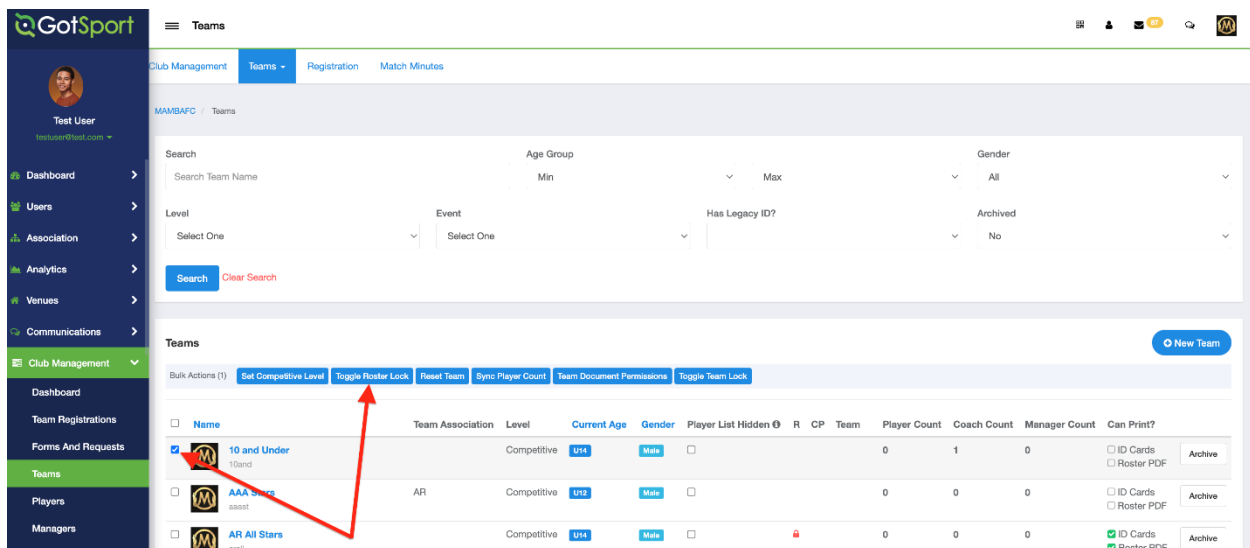 GotSport
Teams
87
Club Management Teams Registration Match Minutes
MAMBAFC / Teams
Test User
testuser@test.com
Dashboard
Users
Association
Analytics
Venues
Communications
Club Management
Dashboard
Team Registrations
Forms And Requests
Teams
Players
Managers
Search Age Group Gender
Search Team Name Min Max All
Level Event Has Legacy ID? Archived
Select One Select One No
Search Clear Search
Teams New Team
Bulk Actions (1) Set Competitive Level Toggle Roster Lock Reset Team Sync Player Count Team Document Permissions Toggle Team Lock
Name Team Association Level Current Age Gender Player List Hidden R CP Team Player Count Coach Count Manager Count Can Print?
10 and Under Competitive U14 Male 0 1 0 ID Cards Archive
10and Roster PDF
AAA Stars AR Competitive U12 Male 0 0 0 ID Cards Archive
aaast Roster PDF
AR All Stars Competitive U14 Male 0 0 0 ID Cards Archive
Roster PDF